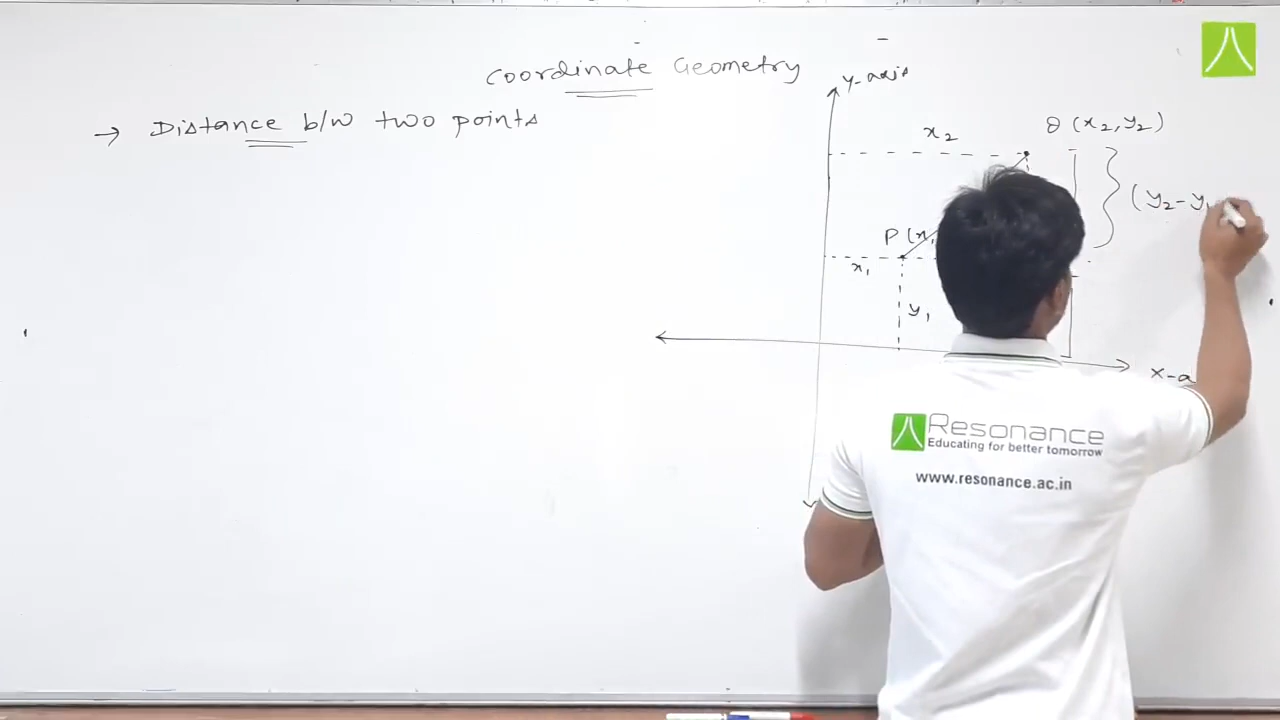 Coordinate Geometry
→ Distance b/w two points
y-axis
x₂
Q (x₂, y₂)
(y₂-y₁
P (x₁
x₁
y₁
x-a
Resonance
Educating for better tomorrow
www.resonance.ac.in